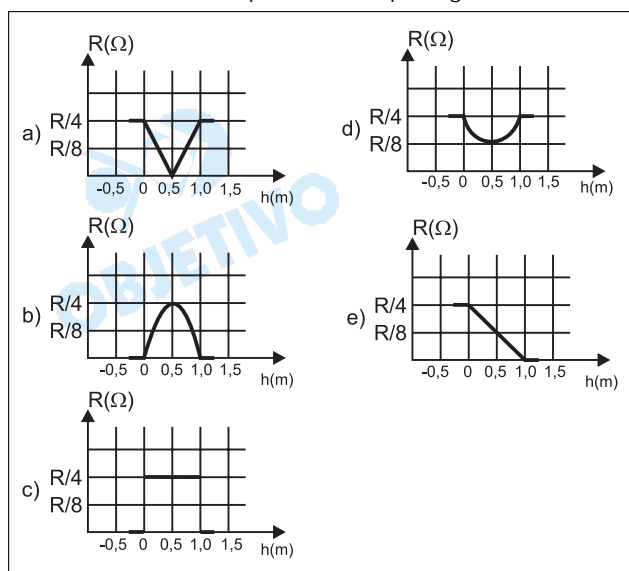 R(Ω)
a)
R/4
R/8
-0,5 0 0,5 1,0 1,5
h(m)
R(Ω)
b)
R/4
R/8
-0,5 0 0,5 1,0 1,5
h(m)
R(Ω)
c)
R/4
R/8
-0,5 0 0,5 1,0 1,5
h(m)
R(Ω)
d)
R/4
R/8
-0,5 0 0,5 1,0 1,5
h(m)
R(Ω)
e)
R/4
R/8
-0,5 0 0,5 1,0 1,5
h(m)
OBJETIVO